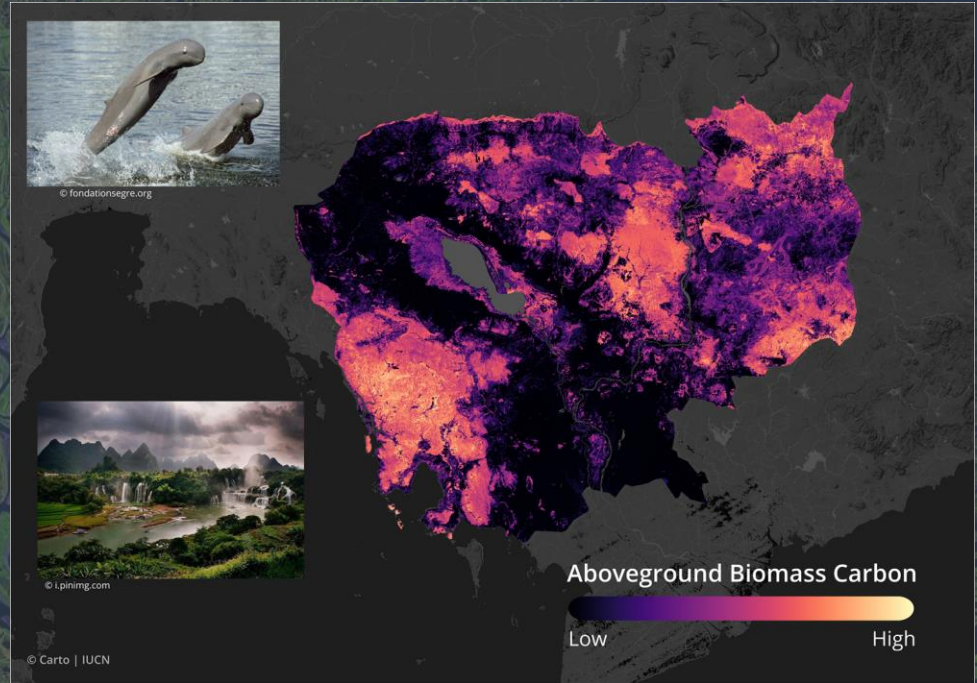 © fondationsegre.org
© i.pinimg.com
Aboveground Biomass Carbon
Low High
© Carto | IUCN